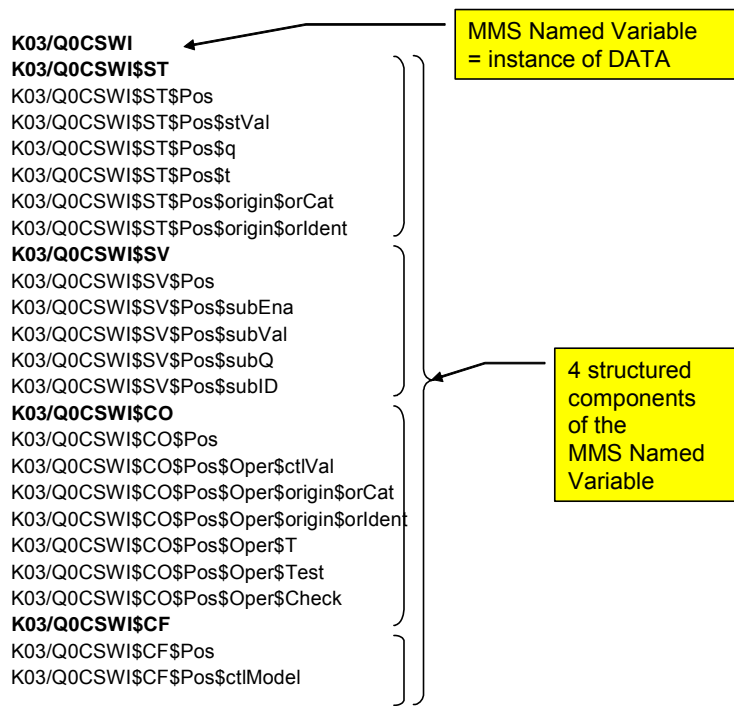 K03/Q0CSWI
K03/Q0CSWI$ST
K03/Q0CSWI$ST$Pos
K03/Q0CSWI$ST$Pos$stVal
K03/Q0CSWI$ST$Pos$q
K03/Q0CSWI$ST$Pos$t
K03/Q0CSWI$ST$Pos$origin$orCat
K03/Q0CSWI$ST$Pos$origin$orIdent
K03/Q0CSWI$SV
K03/Q0CSWI$SV$Pos
K03/Q0CSWI$SV$Pos$subEna
K03/Q0CSWI$SV$Pos$subVal
K03/Q0CSWI$SV$Pos$subQ
K03/Q0CSWI$SV$Pos$subID
K03/Q0CSWI$CO
K03/Q0CSWI$CO$Pos
K03/Q0CSWI$CO$Pos$Oper$ctlVal
K03/Q0CSWI$CO$Pos$Oper$origin$orCat
K03/Q0CSWI$CO$Pos$Oper$origin$orIdent
K03/Q0CSWI$CO$Pos$Oper$T
K03/Q0CSWI$CO$Pos$Oper$Test
K03/Q0CSWI$CO$Pos$Oper$Check
K03/Q0CSWI$CF
K03/Q0CSWI$CF$Pos
K03/Q0CSWI$CF$Pos$ctlModel
MMS Named Variable
= instance of DATA
4 structured
components
of the
MMS Named
Variable